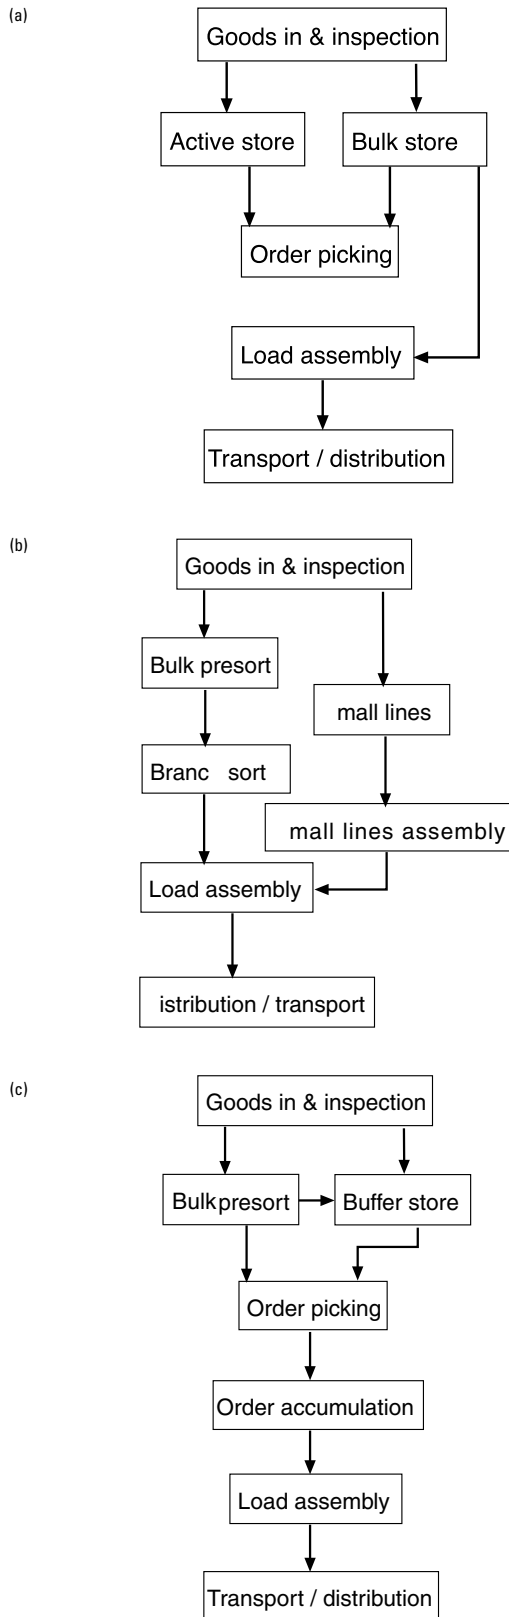 (a)
Goods in & inspection
Active store
Bulk store
Order picking
Load assembly
Transport / distribution
(b)
Goods in & inspection
Bulk presort
mall lines
Branc sort
mall lines assembly
Load assembly
istribution / transport
(c)
Goods in & inspection
Bulk presort
Buffer store
Order picking
Order accumulation
Load assembly
Transport / distribution